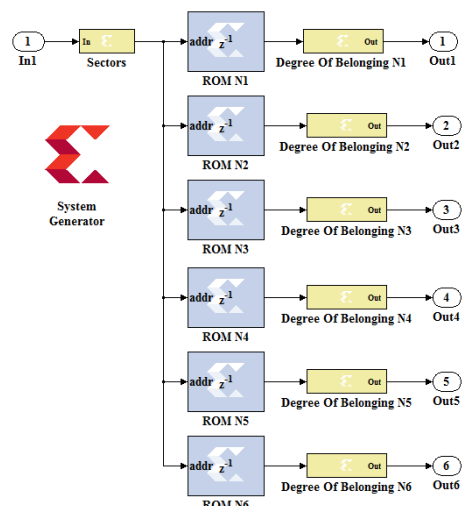 1
In1
In
Sectors
addr z-1
ROM N1
Out
Degree Of Belonging N1
1
Out1
addr z-1
ROM N2
Out
Degree Of Belonging N2
2
Out2
System
Generator
addr z-1
ROM N3
Out
Degree Of Belonging N3
3
Out3
addr z-1
ROM N4
Out
Degree Of Belonging N4
4
Out4
addr z-1
ROM N5
Out
Degree Of Belonging N5
5
Out5
addr z-1
ROM N6
Out
Degree Of Belonging N6
6
Out6